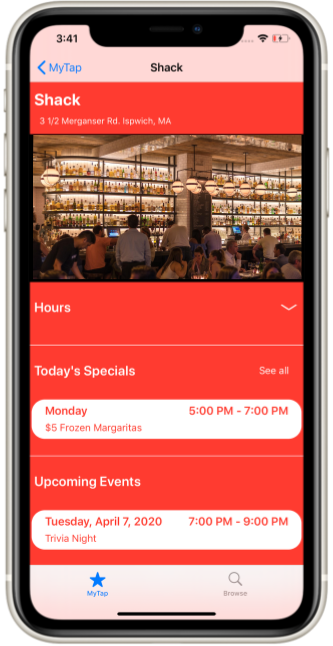 3:41
MyTap
Shack
Shack
3 1/2 Merganser Rd. Ispwich, MA
Hours
Today's Specials
See all
Monday
5:00 PM - 7:00 PM
$5 Frozen Margaritas
Upcoming Events
Tuesday, April 7, 2020
7:00 PM - 9:00 PM
Trivia Night
MyTap
Browse